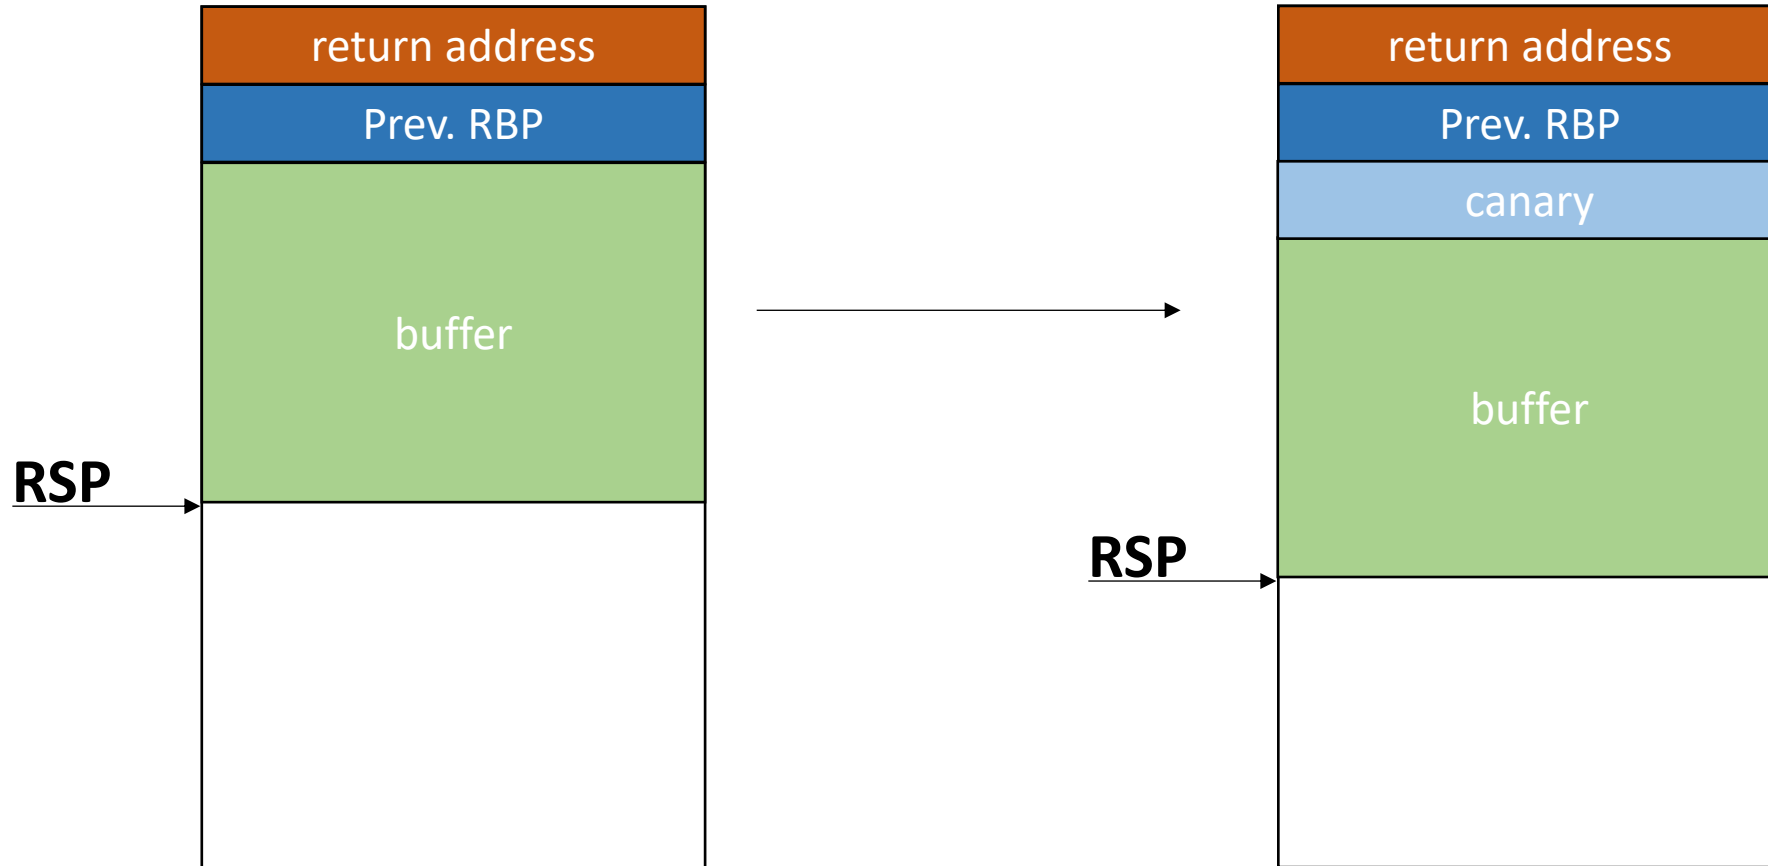 return address
Prev. RBP
buffer
RSP
return address
Prev. RBP
canary
buffer
RSP